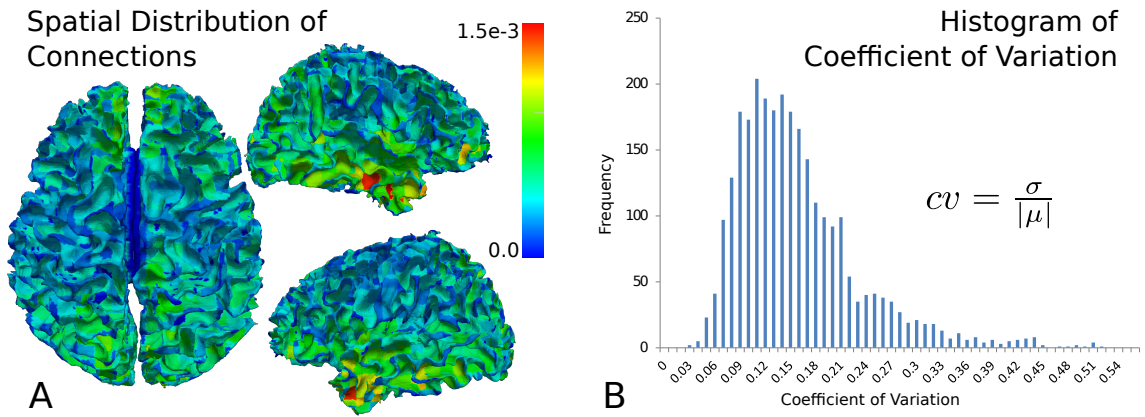 Spatial Distribution of
Connections
1.5e-3
0.0
A
Histogram of
Coefficient of Variation
250
200
150
100
50
0
Frequency
cv = σ/|μ|
0 0.03 0.06 0.09 0.12 0.15 0.18 0.21 0.24 0.27 0.3 0.33 0.36 0.39 0.42 0.45 0.48 0.51 0.54
Coefficient of Variation
B